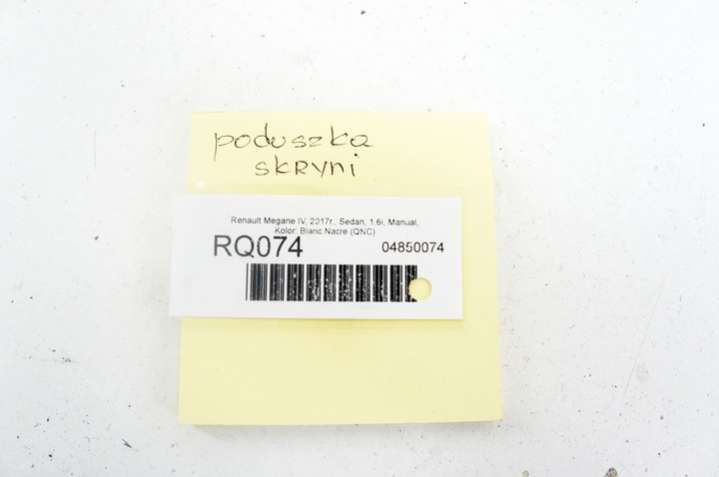 poduszka
skryni
Renault Megane IV, 2017r., Sedan, 1.6i, Manual,
Kolor: Blanc Nacre (QNC)
RQ074 04850074